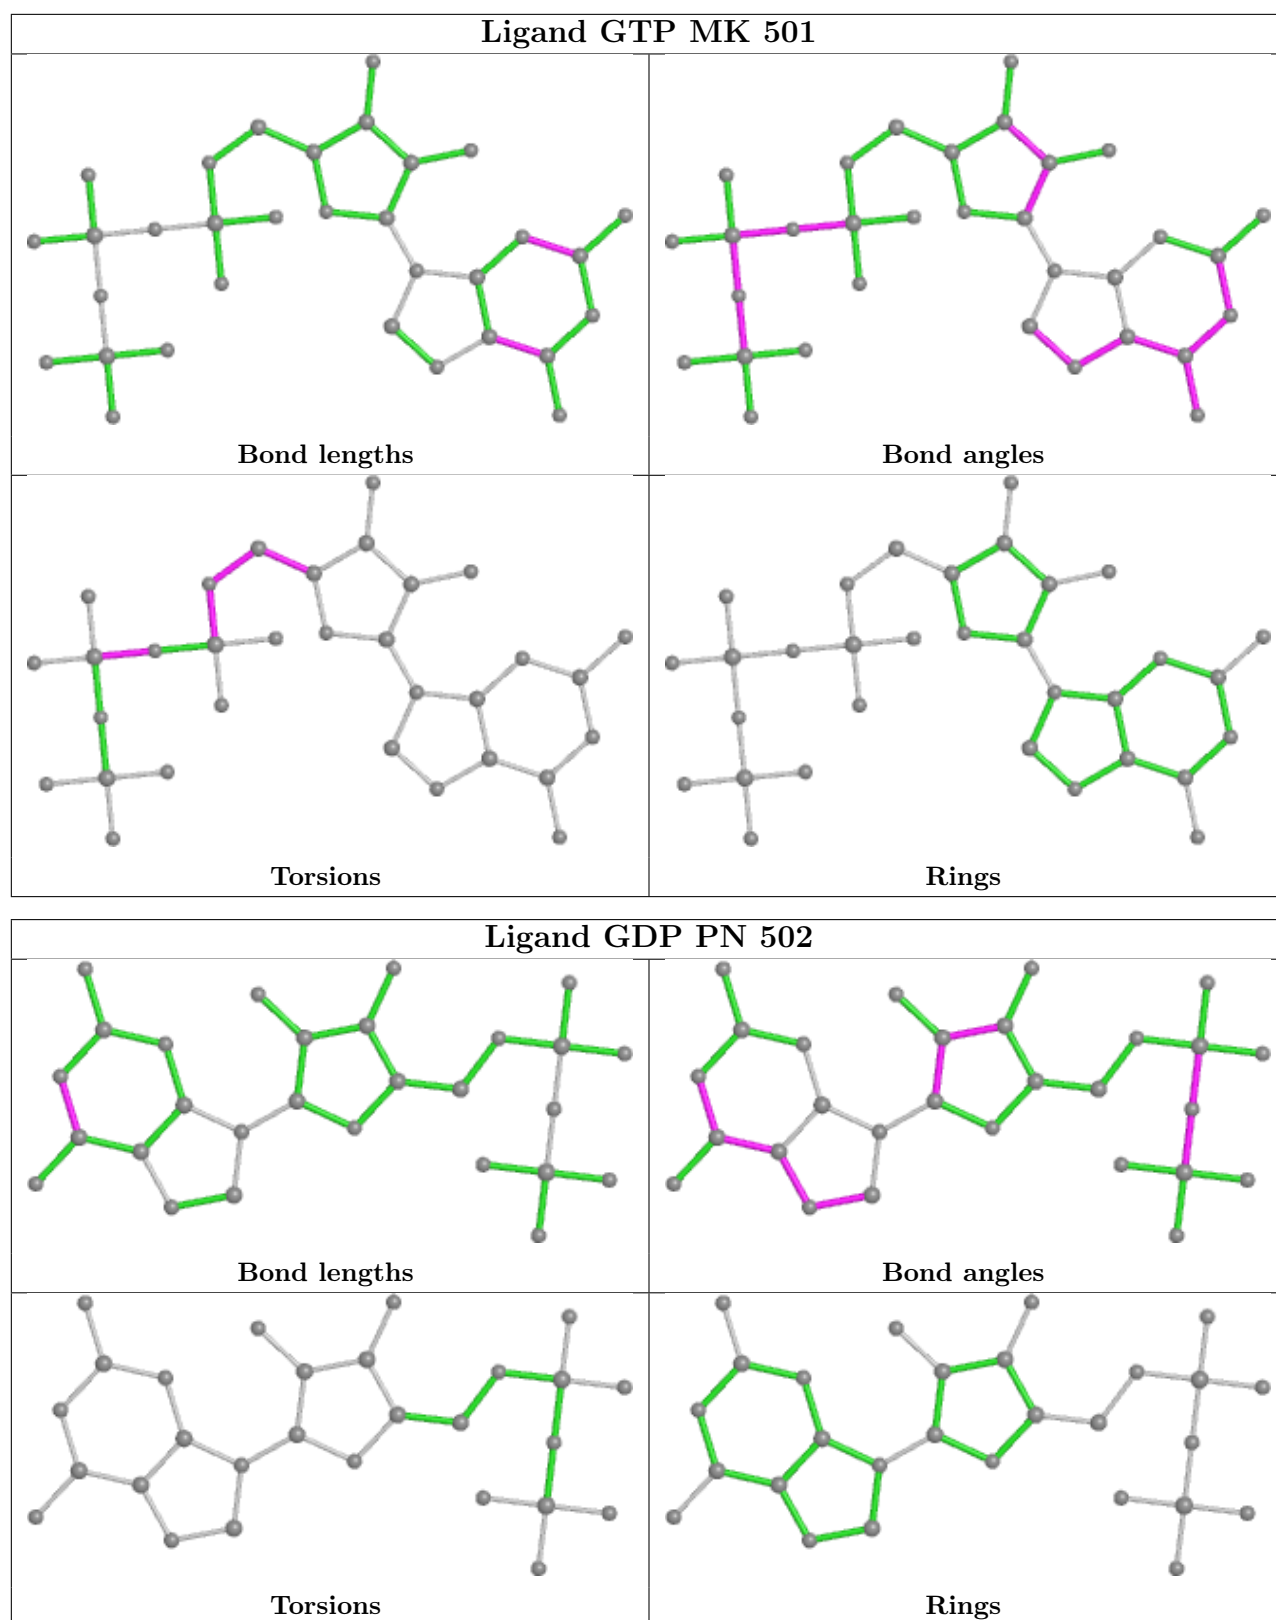 Ligand GTP MK 501
Bond lengths
Bond angles
Torsions
Rings
Ligand GDP PN 502
Bond lengths
Bond angles
Torsions
Rings